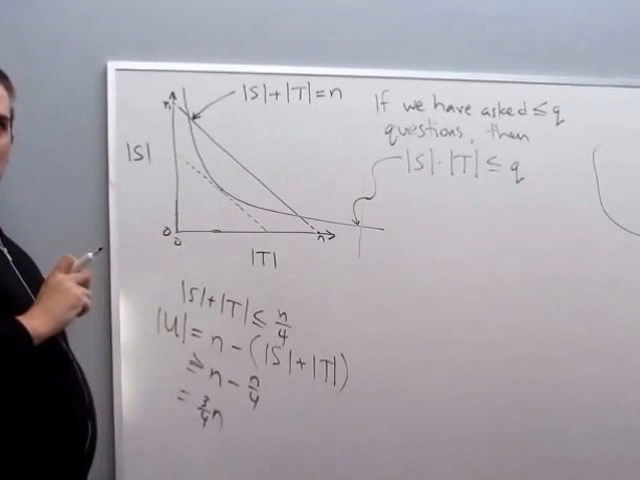 |S|+|T|=n
If we have asked ≤ q
questions, then
|S|·|T| ≤ q
n
|S|
0
0
n
|T|
|S|+|T| ≤ n/4
|U| = n - (|S|+|T|)
≥ n - n/4
= 3/4 n